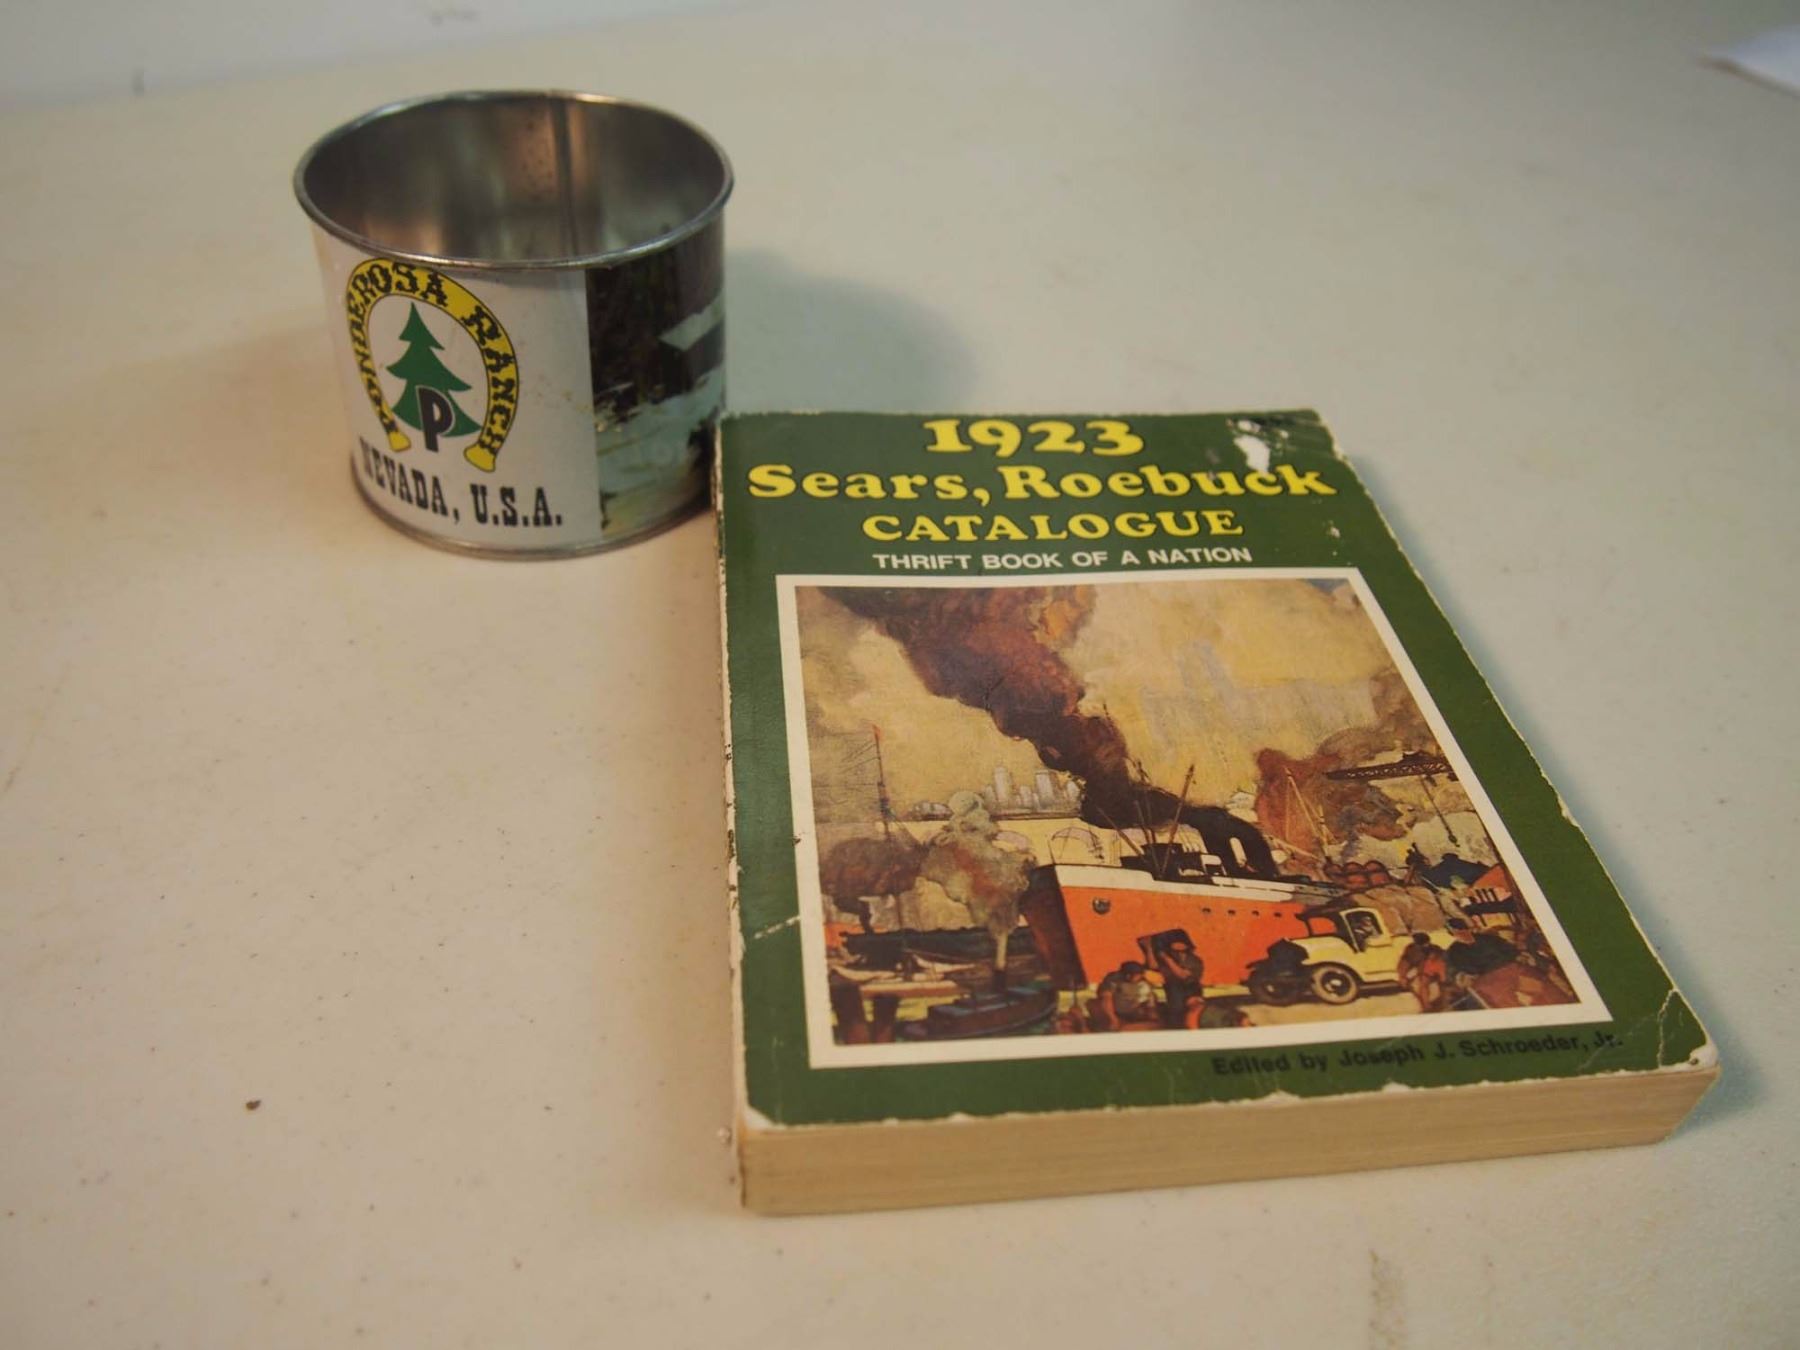 PONDEROSA RANCH
P
NEVADA, U.S.A.
1923
Sears, Roebuck
CATALOGUE
THRIFT BOOK OF A NATION
Edited by Joseph J. Schroeder, Jr.